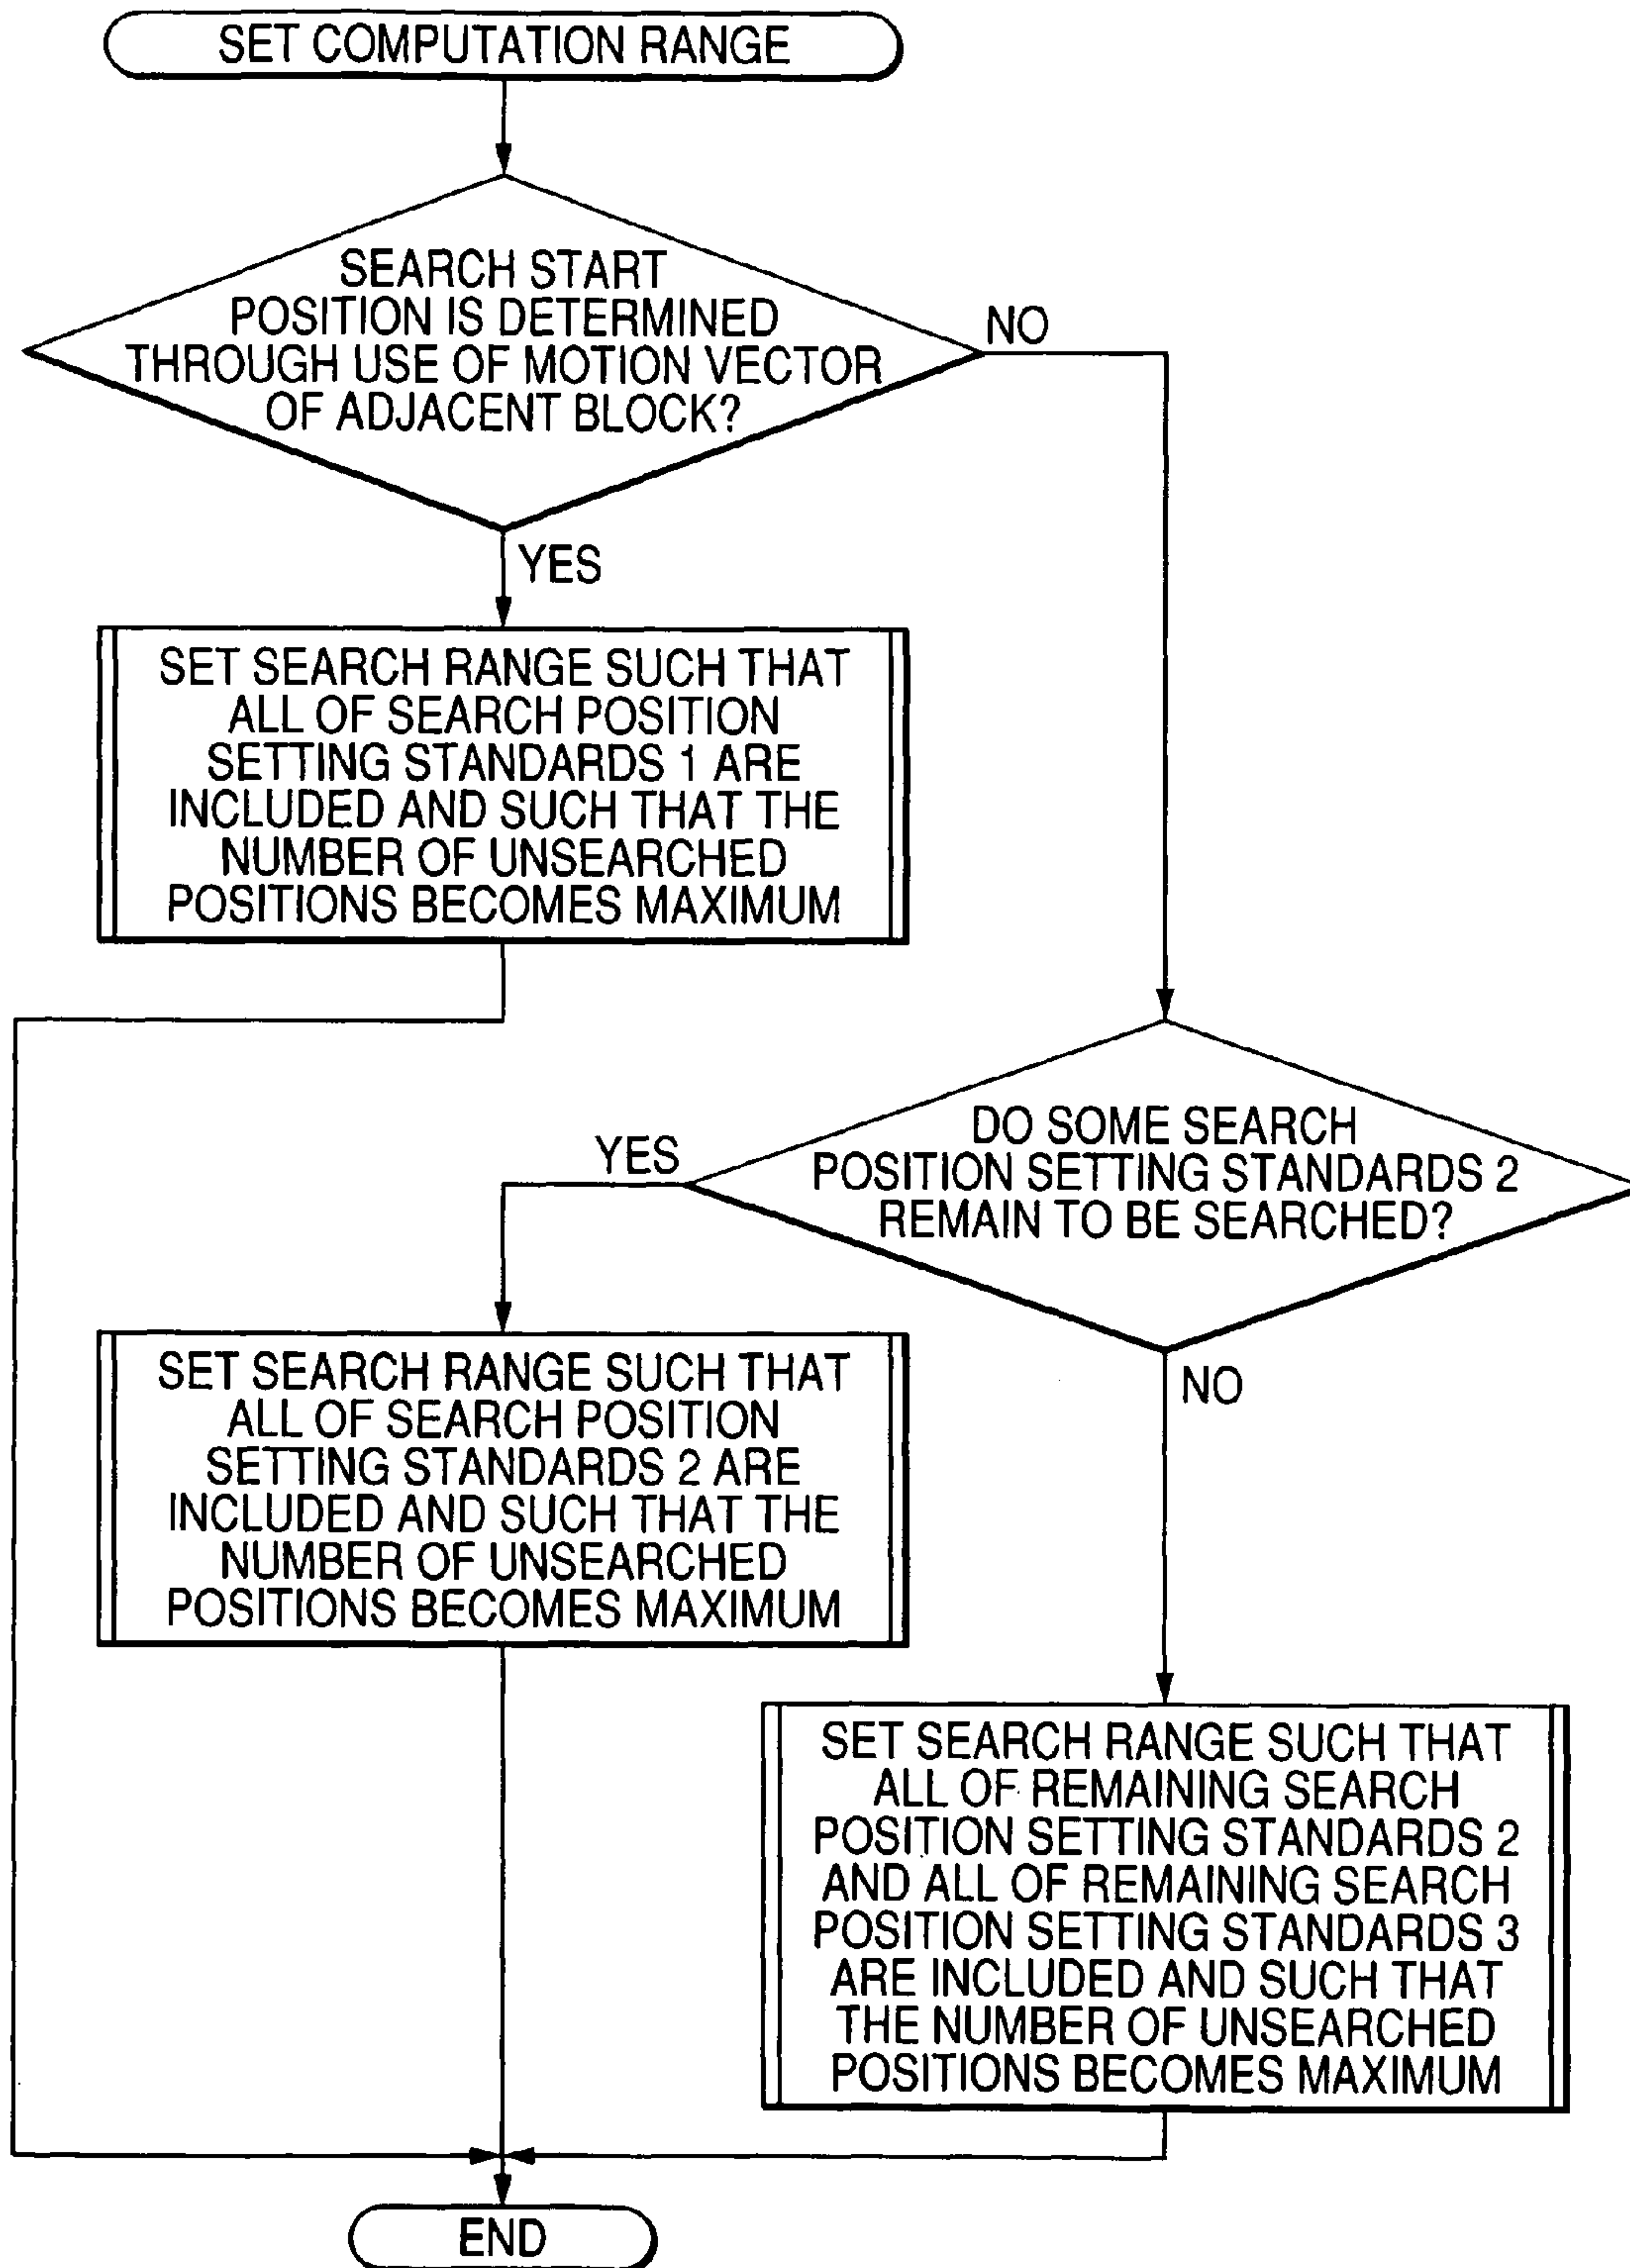 SET COMPUTATION RANGE
SEARCH START
POSITION IS DETERMINED
THROUGH USE OF MOTION VECTOR
OF ADJACENT BLOCK?
NO
YES
SET SEARCH RANGE SUCH THAT
ALL OF SEARCH POSITION
SETTING STANDARDS 1 ARE
INCLUDED AND SUCH THAT THE
NUMBER OF UNSEARCHED
POSITIONS BECOMES MAXIMUM
DO SOME SEARCH
POSITION SETTING STANDARDS 2
REMAIN TO BE SEARCHED?
YES
NO
SET SEARCH RANGE SUCH THAT
ALL OF SEARCH POSITION
SETTING STANDARDS 2 ARE
INCLUDED AND SUCH THAT THE
NUMBER OF UNSEARCHED
POSITIONS BECOMES MAXIMUM
SET SEARCH RANGE SUCH THAT
ALL OF REMAINING SEARCH
POSITION SETTING STANDARDS 2
AND ALL OF REMAINING SEARCH
POSITION SETTING STANDARDS 3
ARE INCLUDED AND SUCH THAT
THE NUMBER OF UNSEARCHED
POSITIONS BECOMES MAXIMUM
END